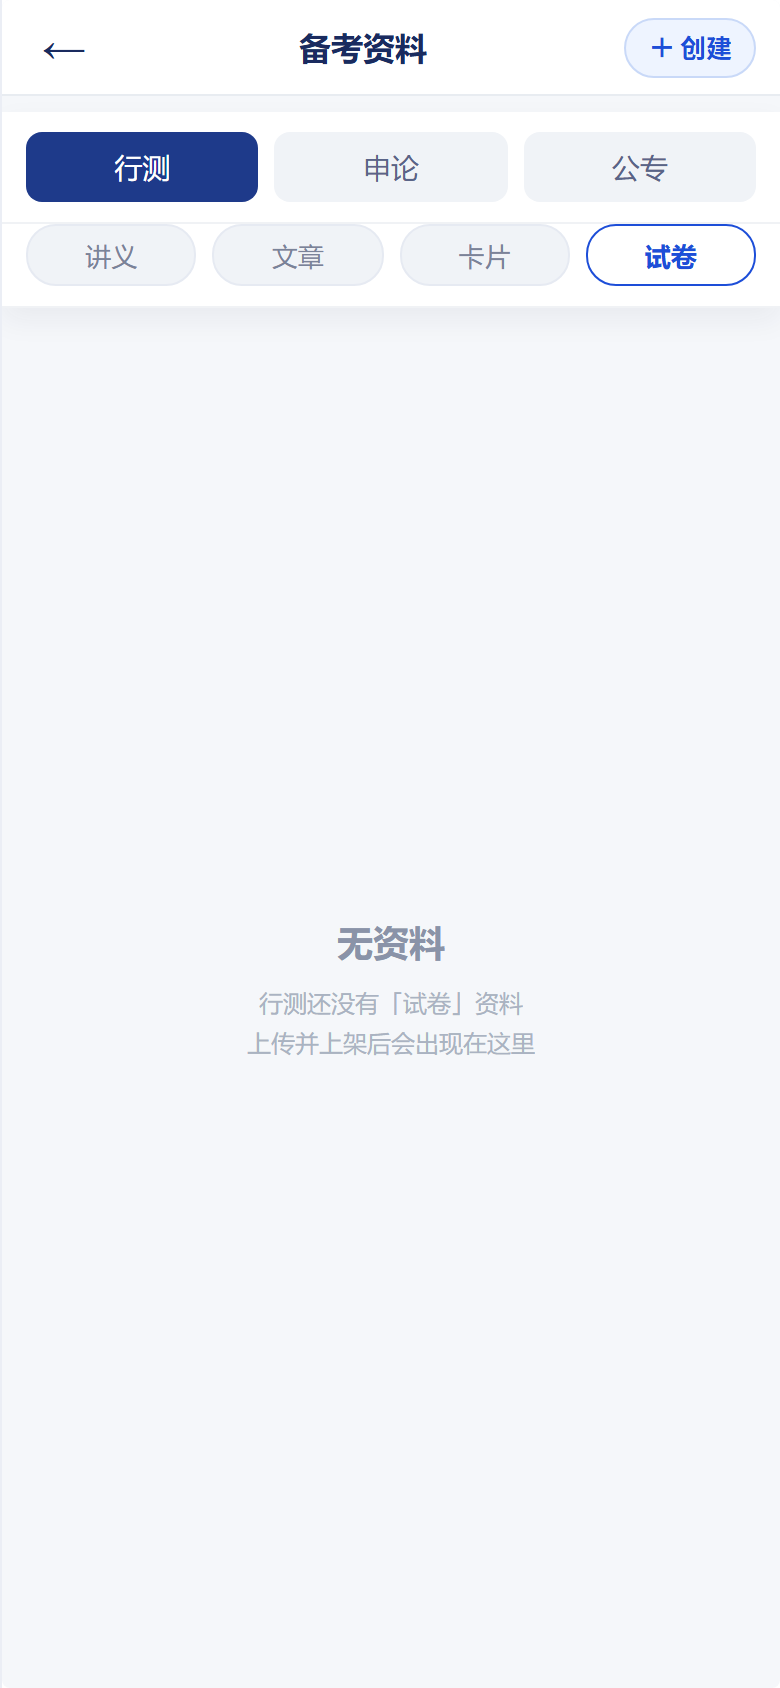 ← 备考资料 ＋ 创建
行测 申论 公专
讲义 文章 卡片 试卷
无资料
行测还没有「试卷」资料
上传并上架后会出现在这里